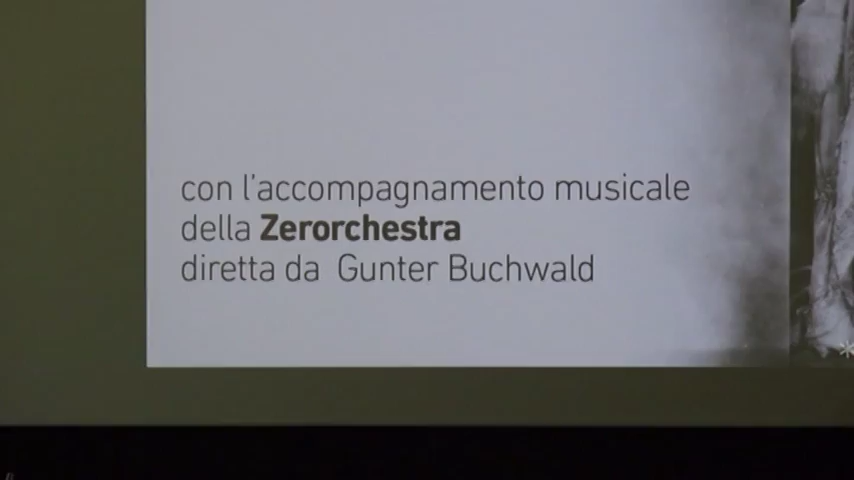 con l'accompagnamento musicale
della Zerorchestra
diretta da Gunter Buchwald